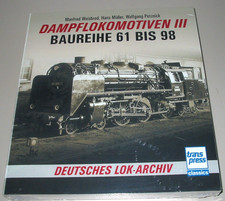 Manfred Weisbrod, Hans Müller, Wolfgang Petznick
DAMPFLOKOMOTIVEN III
BAUREIHE 61 BIS 98
DEUTSCHES LOK-ARCHIV
trans
press
classics